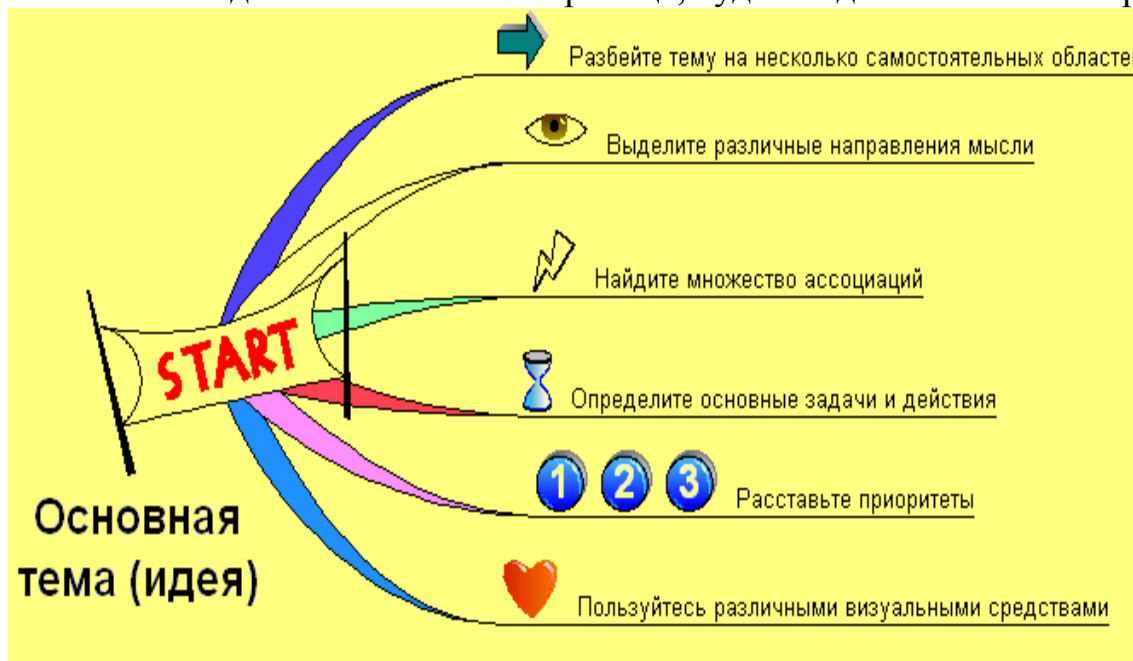 Разбейте тему на несколько самостоятельных областей
Выделите различные направления мысли
Найдите множество ассоциаций
START
Определите основные задачи и действия
1 2 3 Расставьте приоритеты
Основная
тема (идея)
Пользуйтесь различными визуальными средствами